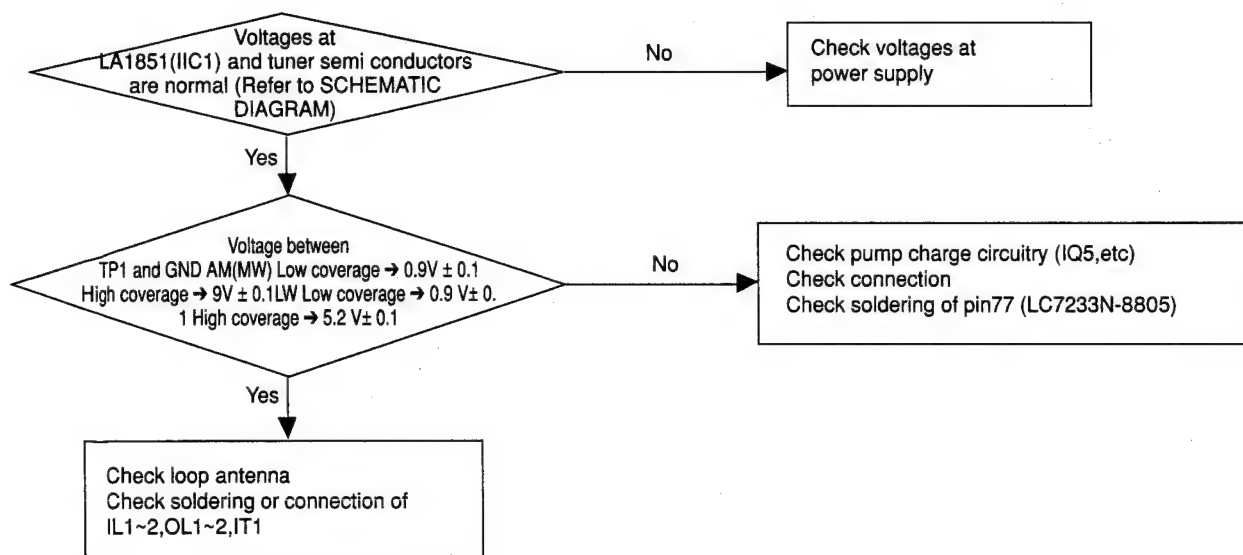 Voltages at
LA1851(IIC1) and tuner semi conductors
are normal (Refer to SCHEMATIC
DIAGRAM)
No
Check voltages at
power supply
Yes
Voltage between
TP1 and GND AM(MW) Low coverage → 0.9V ± 0.1
High coverage → 9V ± 0.1LW Low coverage → 0.9 V± 0.
1 High coverage → 5.2 V± 0.1
No
Check pump charge circuitry (IQ5,etc)
Check connection
Check soldering of pin77 (LC7233N-8805)
Yes
Check loop antenna
Check soldering or connection of
IL1~2,OL1~2,IT1